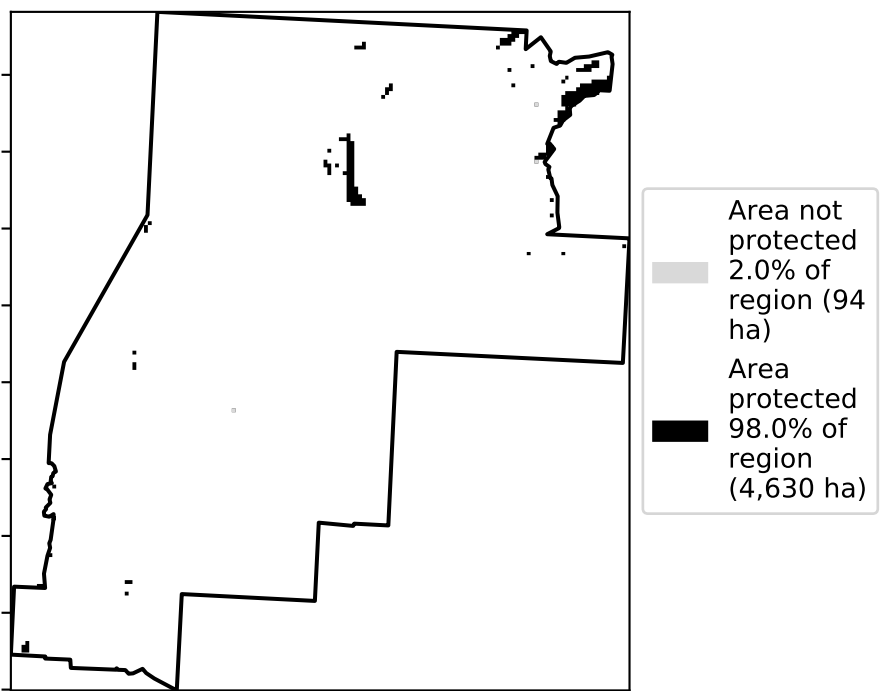 Area not
protected
2.0% of
region (94
ha)
Area
protected
98.0% of
region
(4,630 ha)